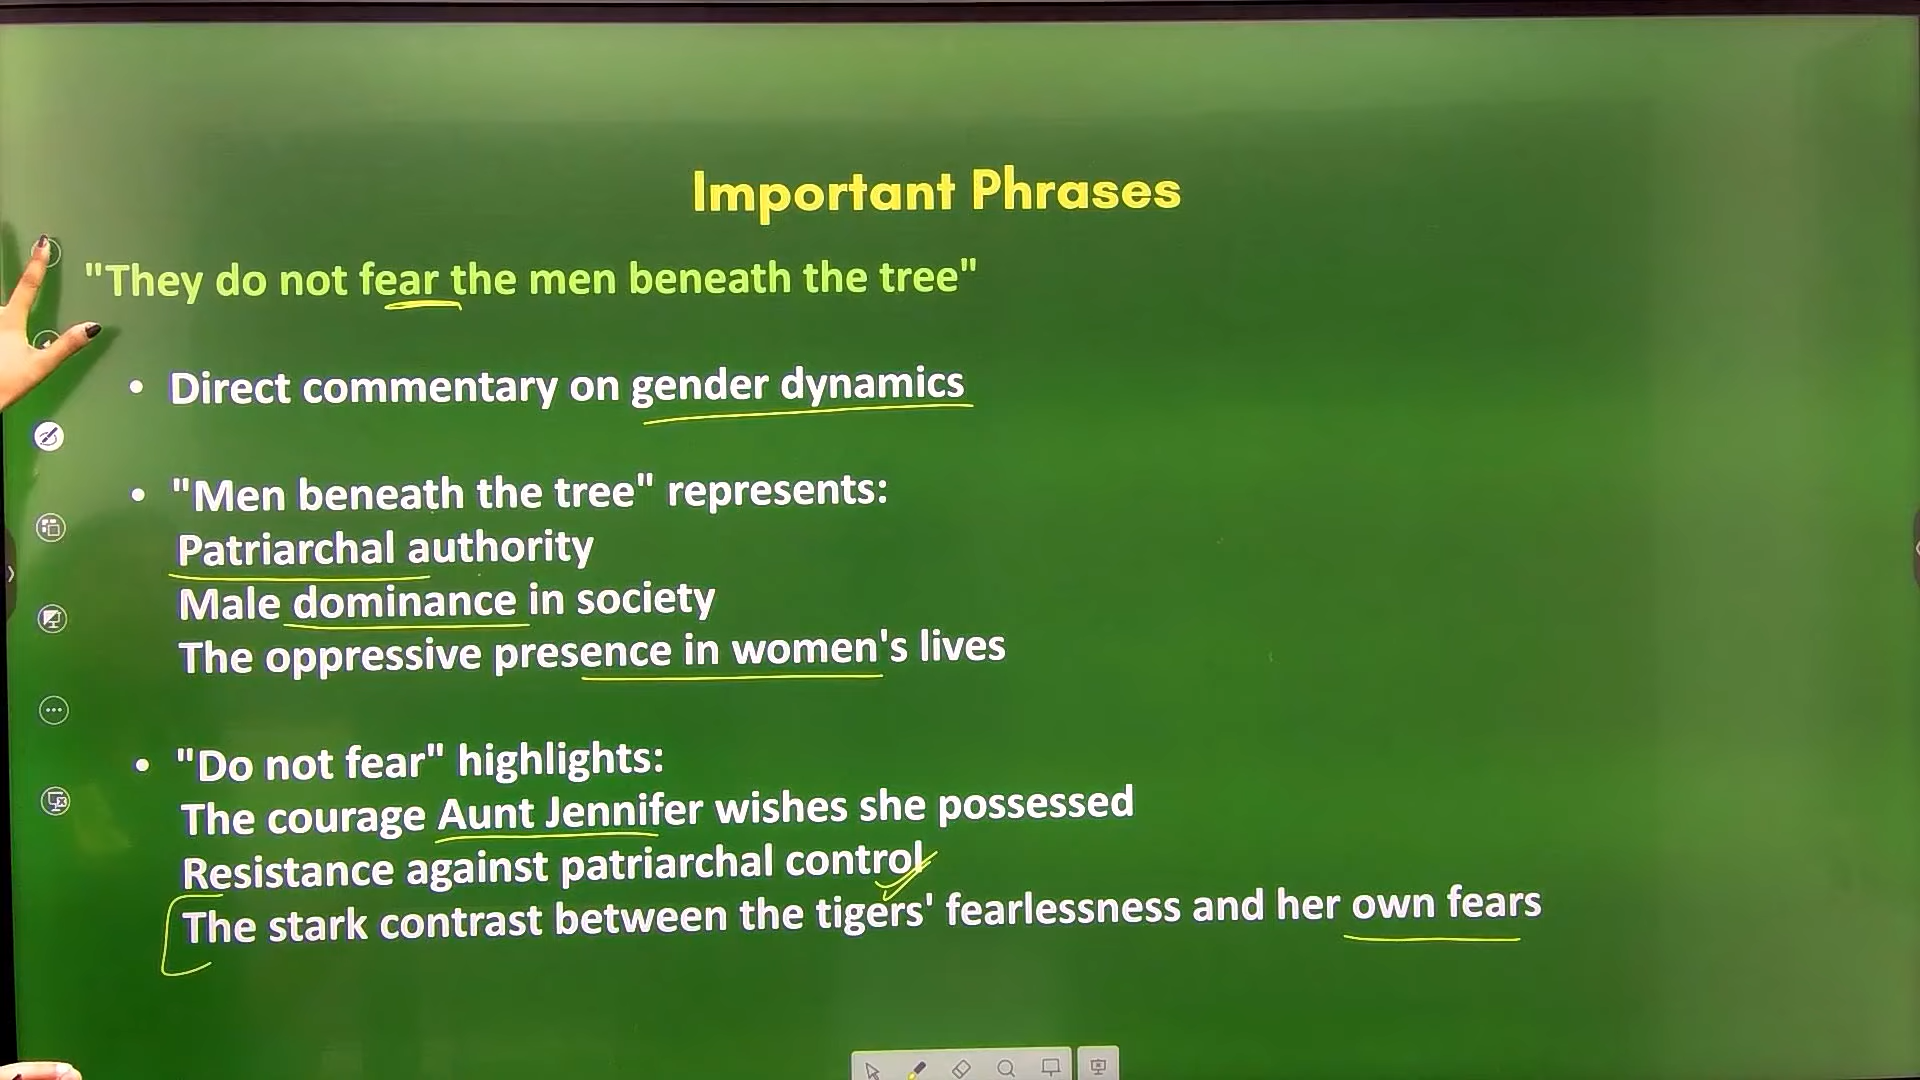 Important Phrases
"They do not fear the men beneath the tree"
• Direct commentary on gender dynamics
• "Men beneath the tree" represents:
Patriarchal authority
Male dominance in society
The oppressive presence in women's lives
• "Do not fear" highlights:
The courage Aunt Jennifer wishes she possessed
Resistance against patriarchal control
The stark contrast between the tigers' fearlessness and her own fears